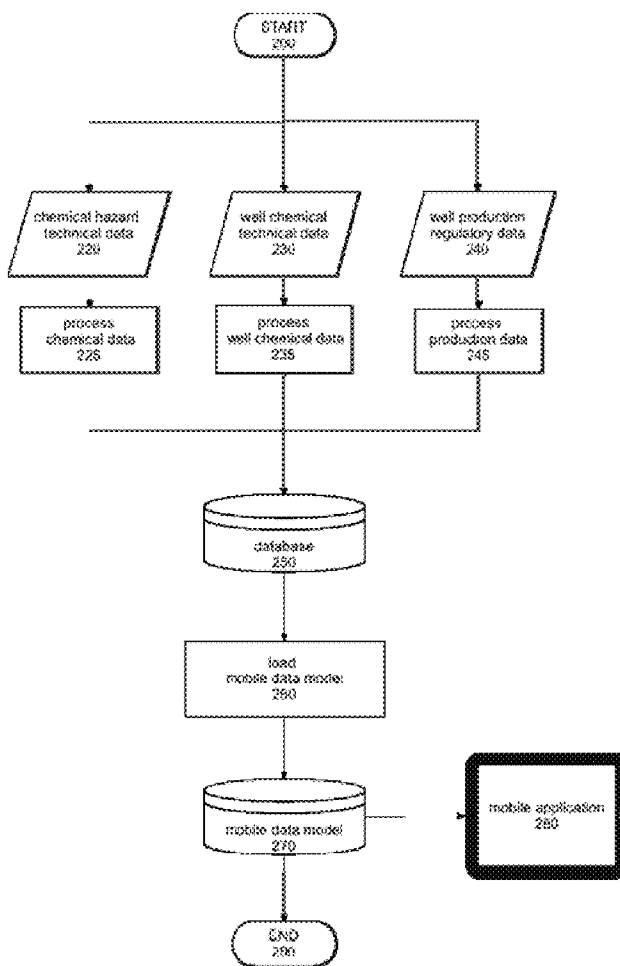 START
200
chemical hazard
technical data
220
well chemical
technical data
230
well production
regulatory data
240
process
chemical data
225
process
well chemical data
235
process
production data
245
database
250
load
mobile data model
260
mobile data model
270
mobile application
280
END
290